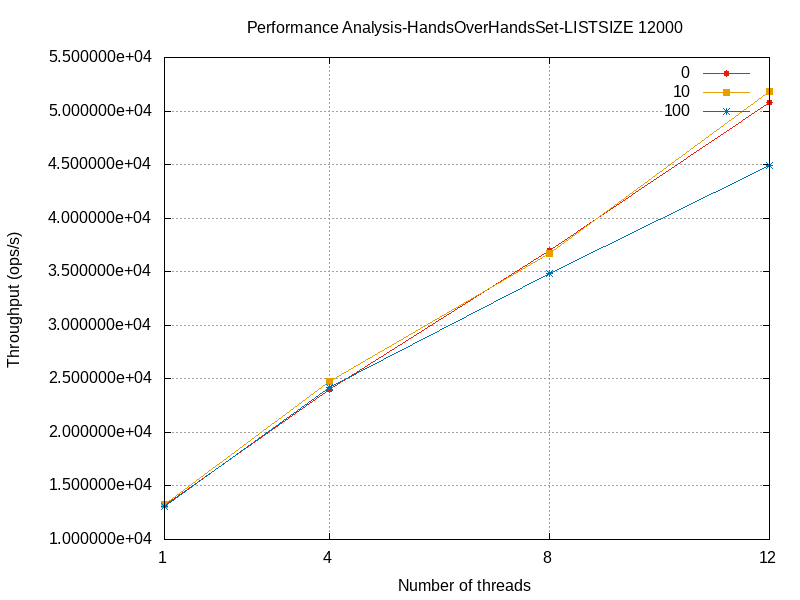 Performance Analysis-HandsOverHandsSet-LISTSIZE 12000
5.500000e+04
5.000000e+04
4.500000e+04
4.000000e+04
3.500000e+04
3.000000e+04
2.500000e+04
2.000000e+04
1.500000e+04
1.000000e+04
Throughput (ops/s)
0
10
100
1 4 8 12
Number of threads